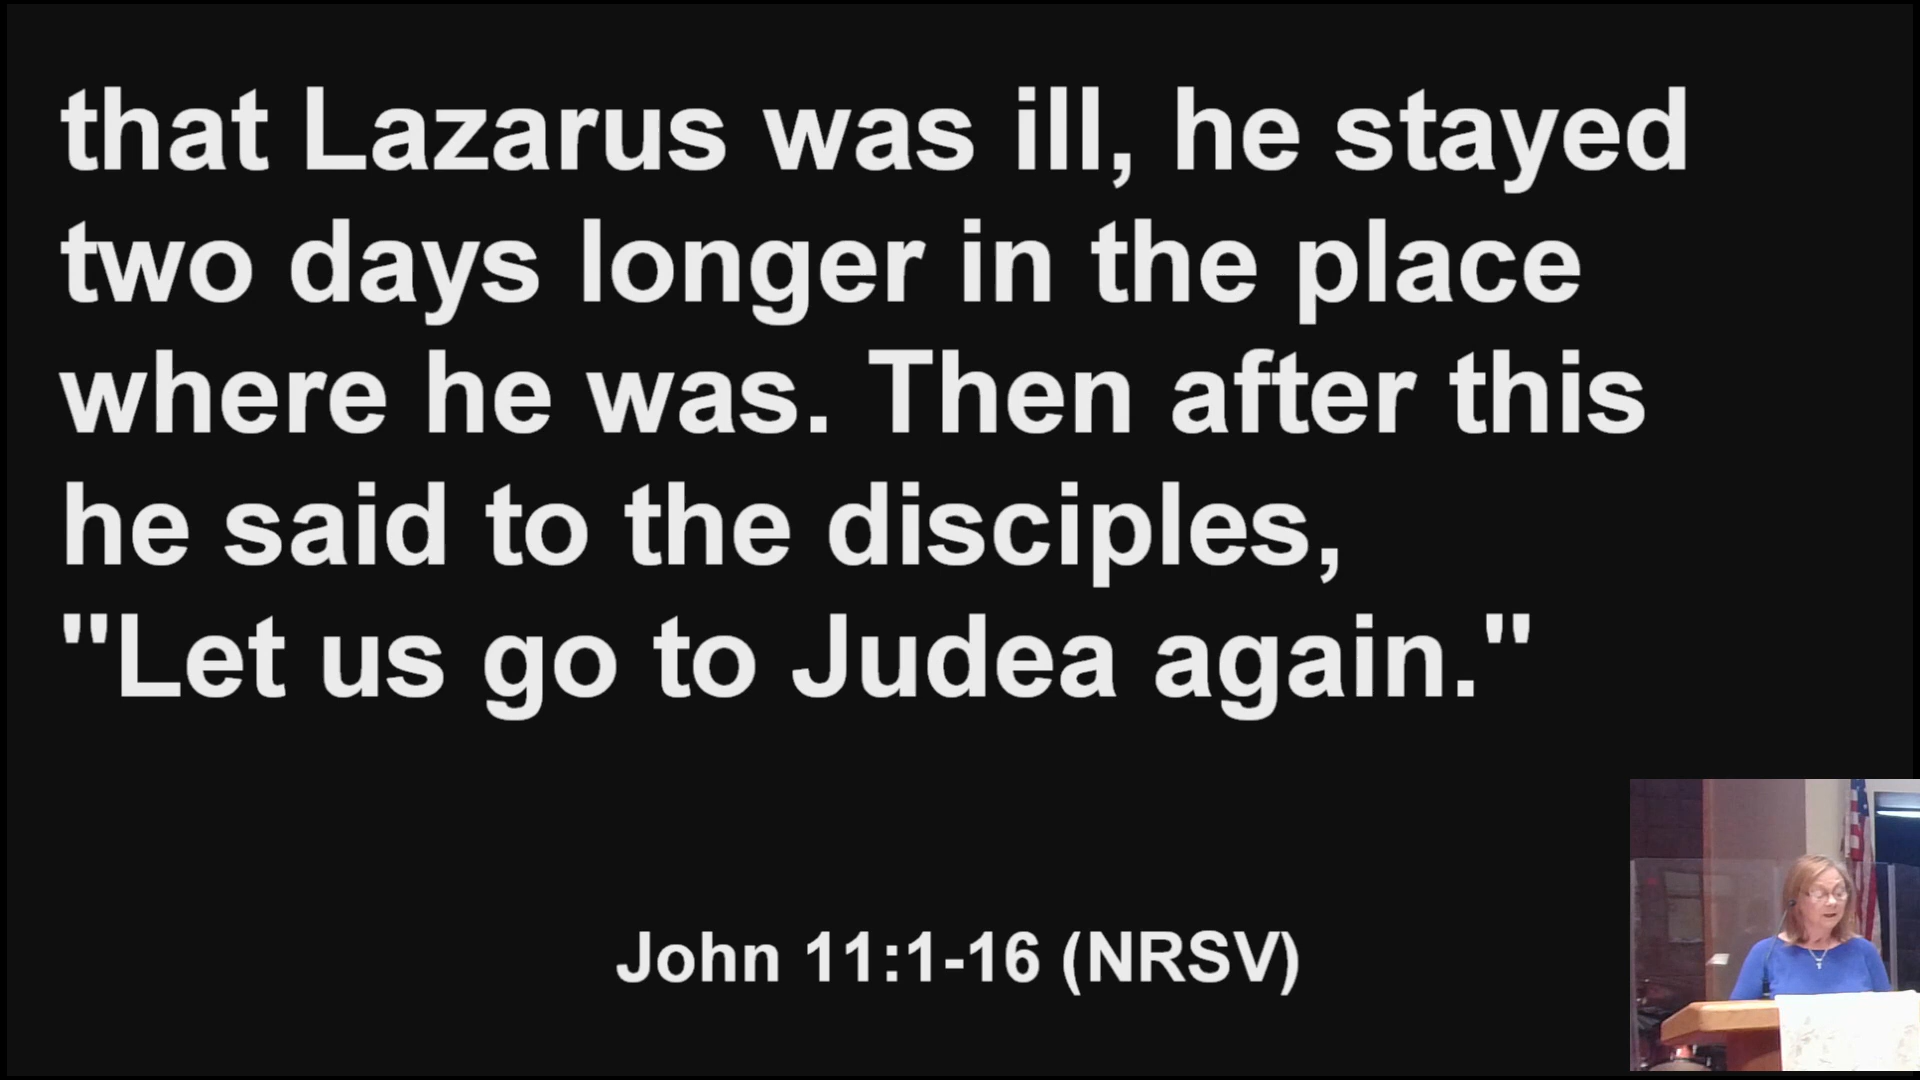 that Lazarus was ill, he stayed
two days longer in the place
where he was. Then after this
he said to the disciples,
"Let us go to Judea again."
John 11:1-16 (NRSV)